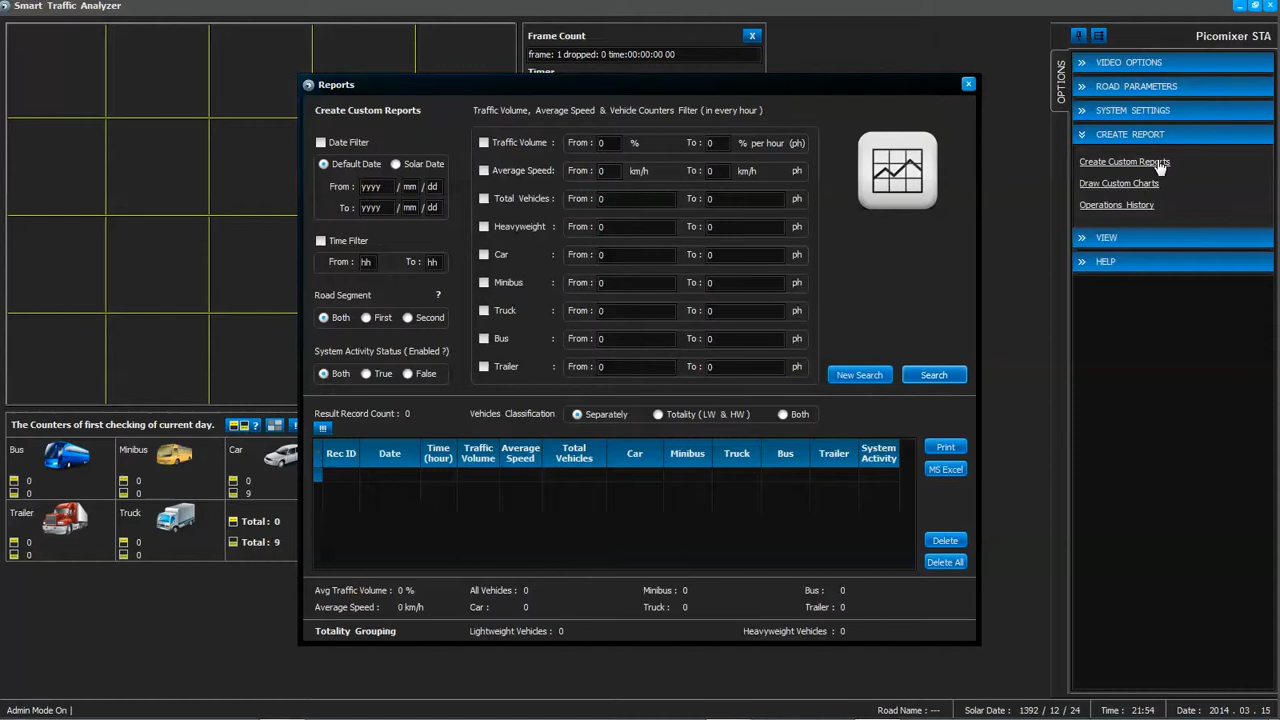 Smart Traffic Analyzer
Frame Count X
frame: 1 dropped: 0 time:00:00:00 00
Timer
Picomixer STA
OPTIONS
VIDEO OPTIONS
ROAD PARAMETERS
SYSTEM SETTINGS
CREATE REPORT
Create Custom Reports
Draw Custom Charts
Operations History
VIEW
HELP
Reports
Create Custom Reports
Date Filter
Default Date Solar Date
From : yyyy / mm / dd
To : yyyy / mm / dd
Time Filter
From : hh To : hh
Road Segment ?
Both First Second
System Activity Status ( Enabled ?)
Both True False
Traffic Volume, Average Speed & Vehicle Counters Filter ( in every hour )
Traffic Volume : From : 0 % To : 0 % per hour (ph)
Average Speed: From : 0 km/h To : 0 km/h ph
Total Vehicles : From : 0 To : 0 ph
Heavyweight : From : 0 To : 0 ph
Car : From : 0 To : 0 ph
Minibus : From : 0 To : 0 ph
Truck : From : 0 To : 0 ph
Bus : From : 0 To : 0 ph
Trailer : From : 0 To : 0 ph
New Search Search
Result Record Count : 0 Vehicles Classification Separately Totality ( LW & HW ) Both
!!!
Rec ID Date Time (hour) Traffic Volume Average Speed Total Vehicles Car Minibus Truck Bus Trailer System Activity
Print
MS Excel
Delete
Delete All
Avg Traffic Volume : 0 % All Vehicles : 0 Minibus : 0 Bus : 0
Average Speed : 0 km/h Car : 0 Truck : 0 Trailer : 0
Totality Grouping Lightweight Vehicles : 0 Heavyweight Vehicles : 0
The Counters of first checking of current day. ?
Bus Minibus Car
0 0 0
0 0 9
Trailer Truck
Total : 0
0 0 Total : 9
0 0
Admin Mode On | Road Name : --- Solar Date : 1392 / 12 / 24 Time : 21:54 Date : 2014 . 03 . 15